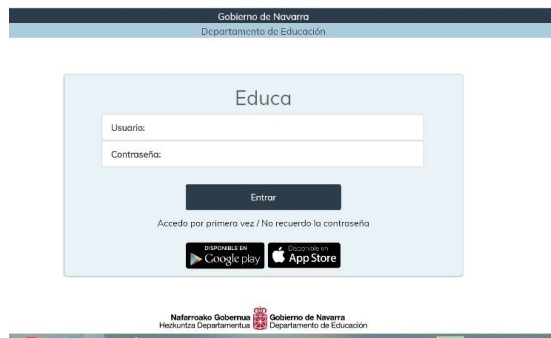 Gobierno de Navarra
Departamento de Educación
Educa
Usuario:
Contraseña:
Entrar
Accedo por primera vez / No recuerdo la contraseña
DISPONIBLE EN
Google play
Disponible en
App Store
Nafarroako Gobernua
Hezkuntza Departamentua
Gobierno de Navarra
Departamento de Educación